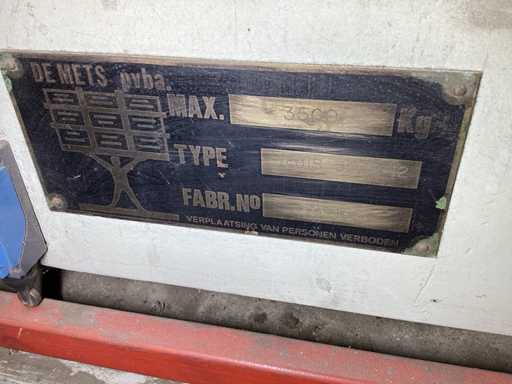 DE METS. pvba.
MAX. 3500 Kg
TYPE
FABR.No
VERPLAATSING VAN PERSONEN VERBODEN